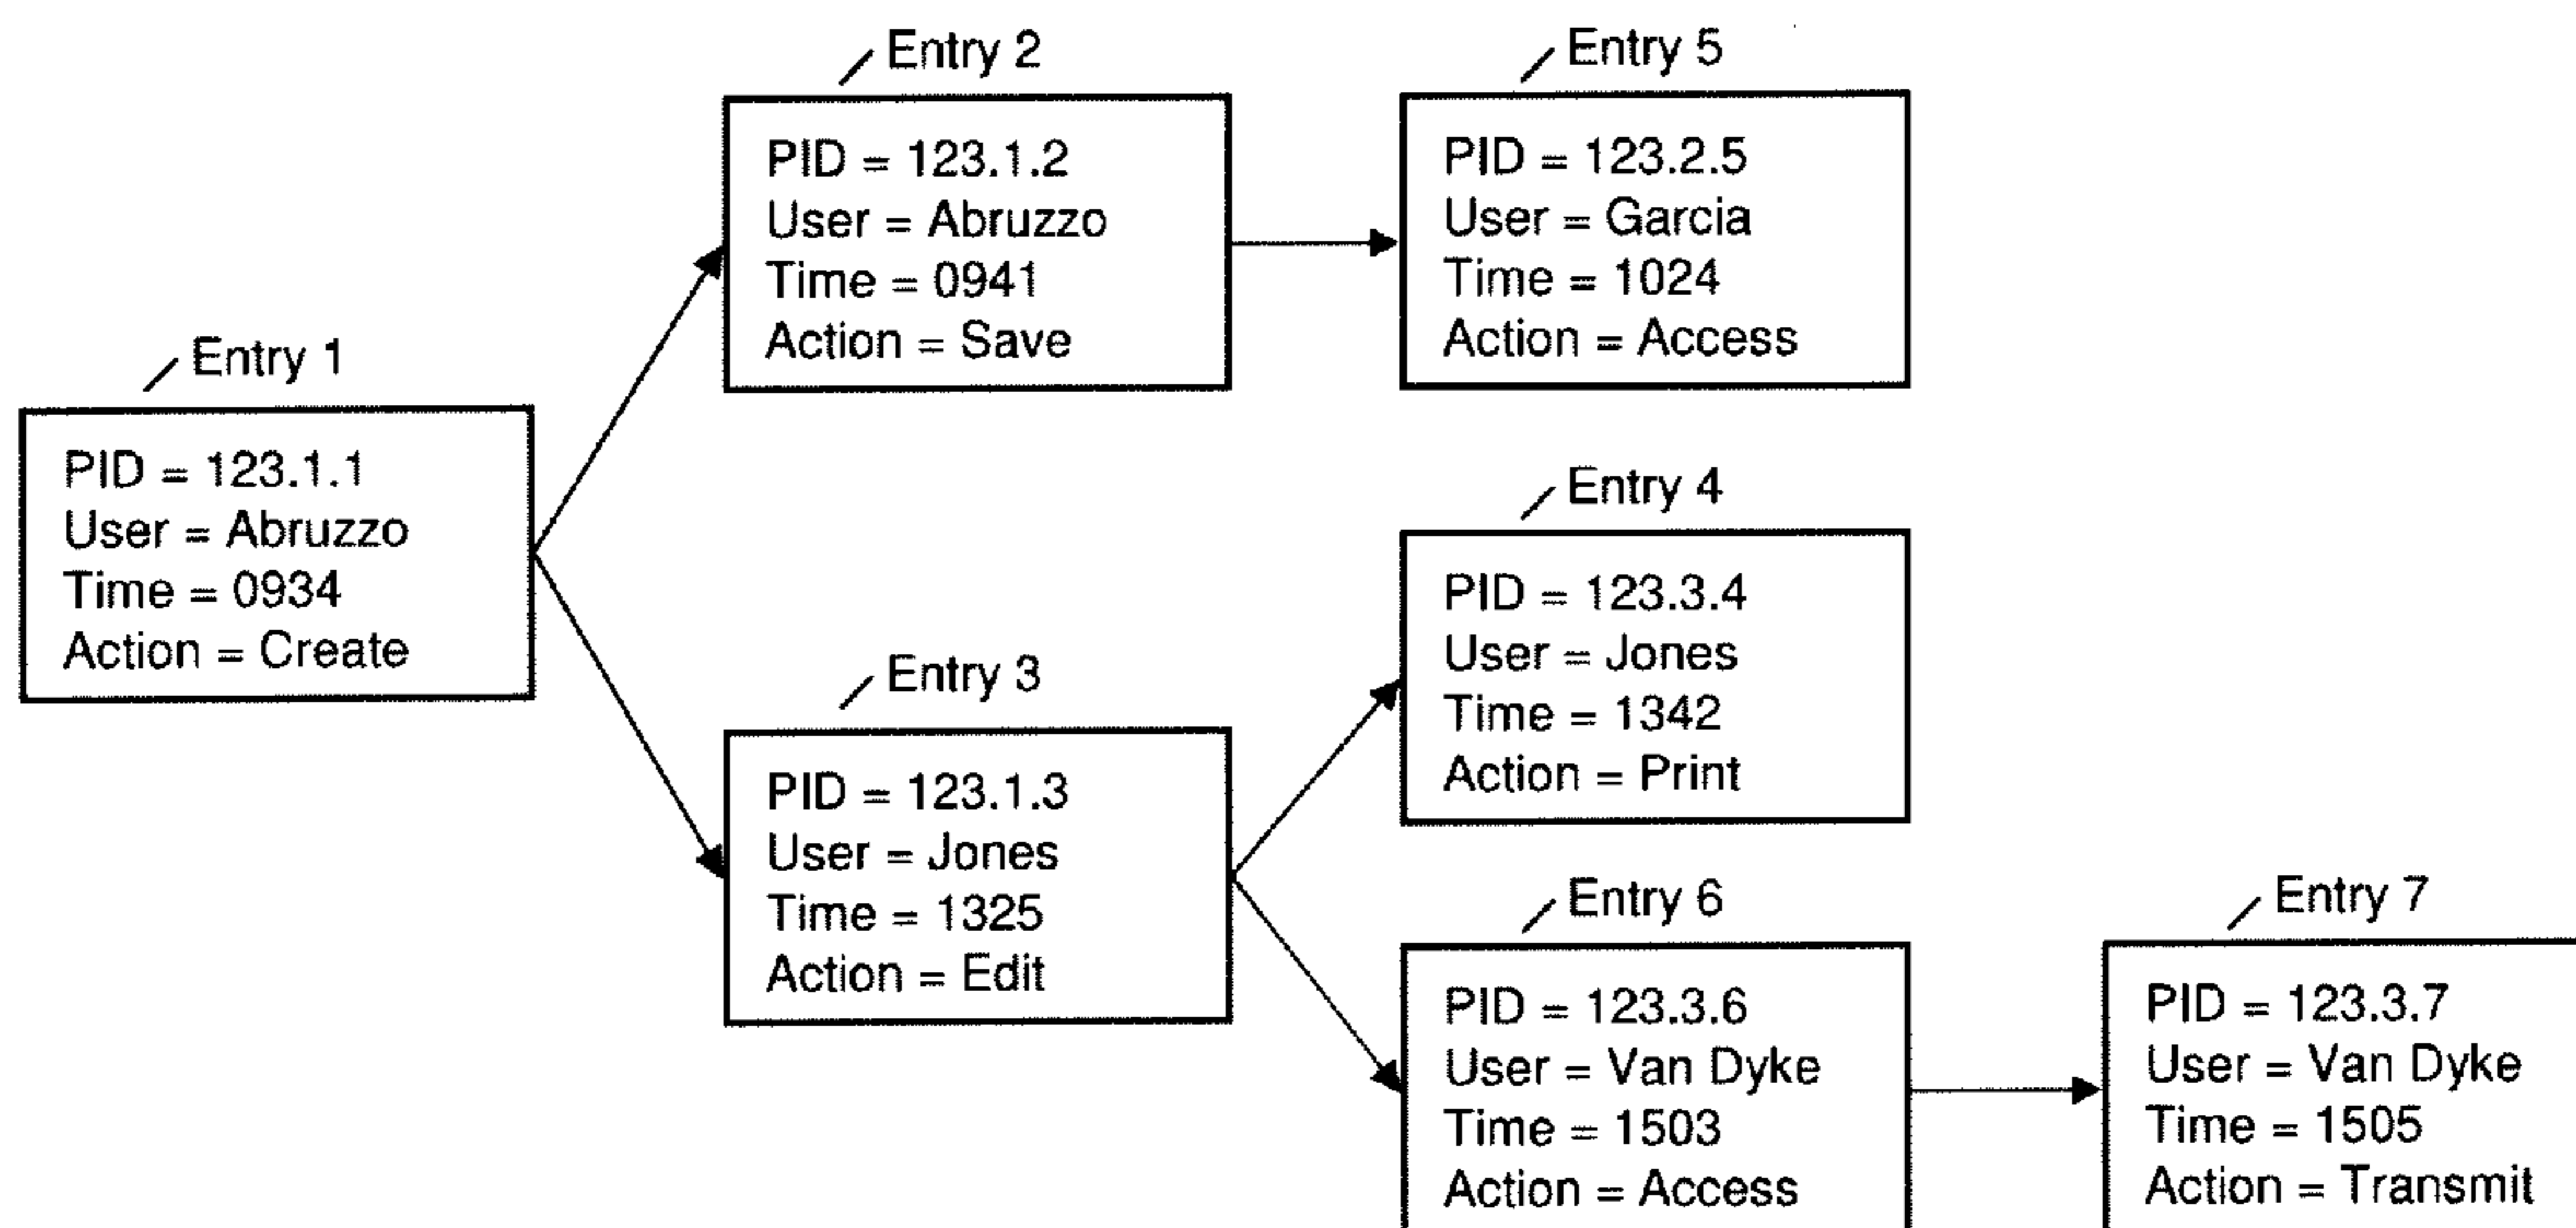 Entry 1
PID = 123.1.1
User = Abruzzo
Time = 0934
Action = Create
Entry 2
PID = 123.1.2
User = Abruzzo
Time = 0941
Action = Save
Entry 5
PID = 123.2.5
User = Garcia
Time = 1024
Action = Access
Entry 3
PID = 123.1.3
User = Jones
Time = 1325
Action = Edit
Entry 4
PID = 123.3.4
User = Jones
Time = 1342
Action = Print
Entry 6
PID = 123.3.6
User = Van Dyke
Time = 1503
Action = Access
Entry 7
PID = 123.3.7
User = Van Dyke
Time = 1505
Action = Transmit